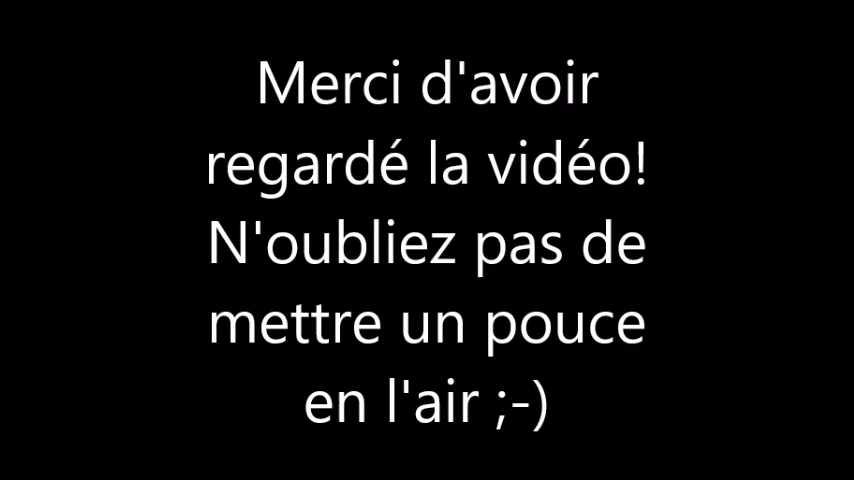 Merci d'avoir
regardé la vidéo!
N'oubliez pas de
mettre un pouce
en l'air ;-)